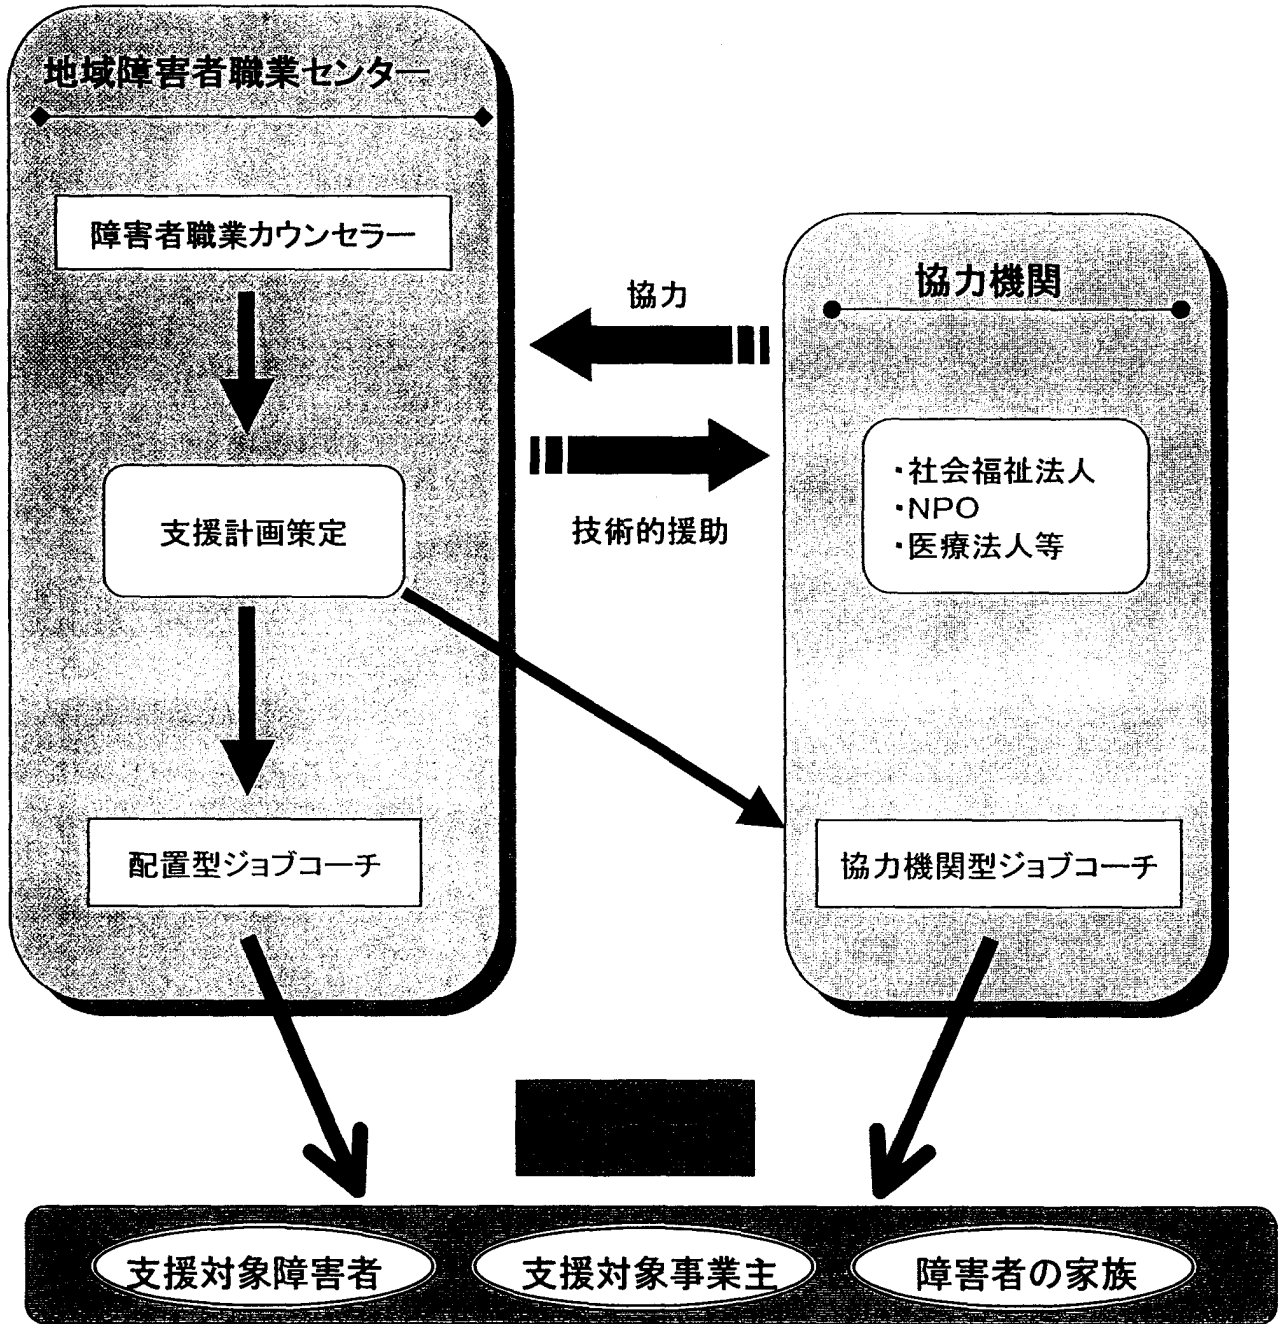 地域障害者職業センター
障害者職業カウンセラー
支援計画策定
配置型ジョブコーチ
協力
技術的援助
協力機関
・社会福祉法人
・NPO
・医療法人等
協力機関型ジョブコーチ
支援対象障害者
支援対象事業主
障害者の家族